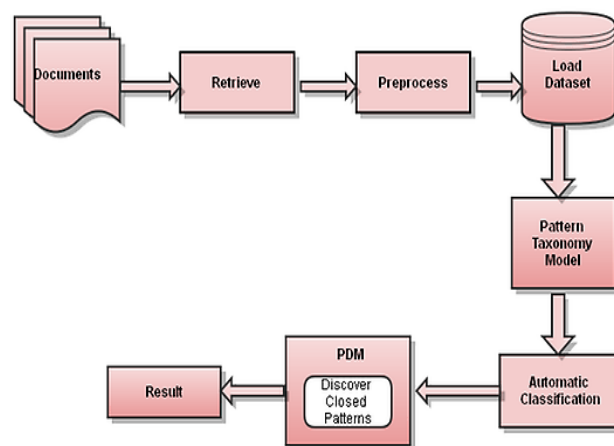 Documents
Retrieve
Preprocess
Load
Dataset
Pattern
Taxonomy
Model
Automatic
Classification
PDM
Discover
Closed
Patterns
Result